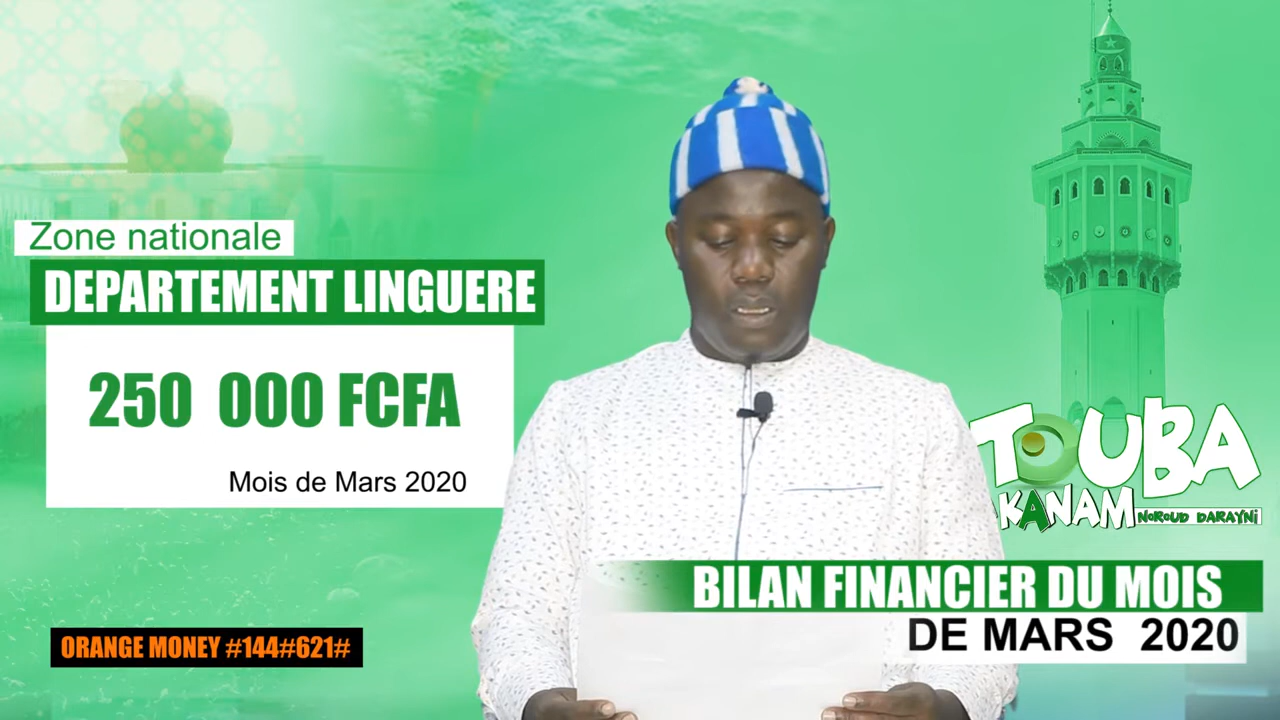 Zone nationale
DEPARTEMENT LINGUERE
250 000 FCFA
Mois de Mars 2020
TOUBA
KANAM NOROUD DARAYNI
BILAN FINANCIER DU MOIS
DE MARS 2020
ORANGE MONEY #144#621#